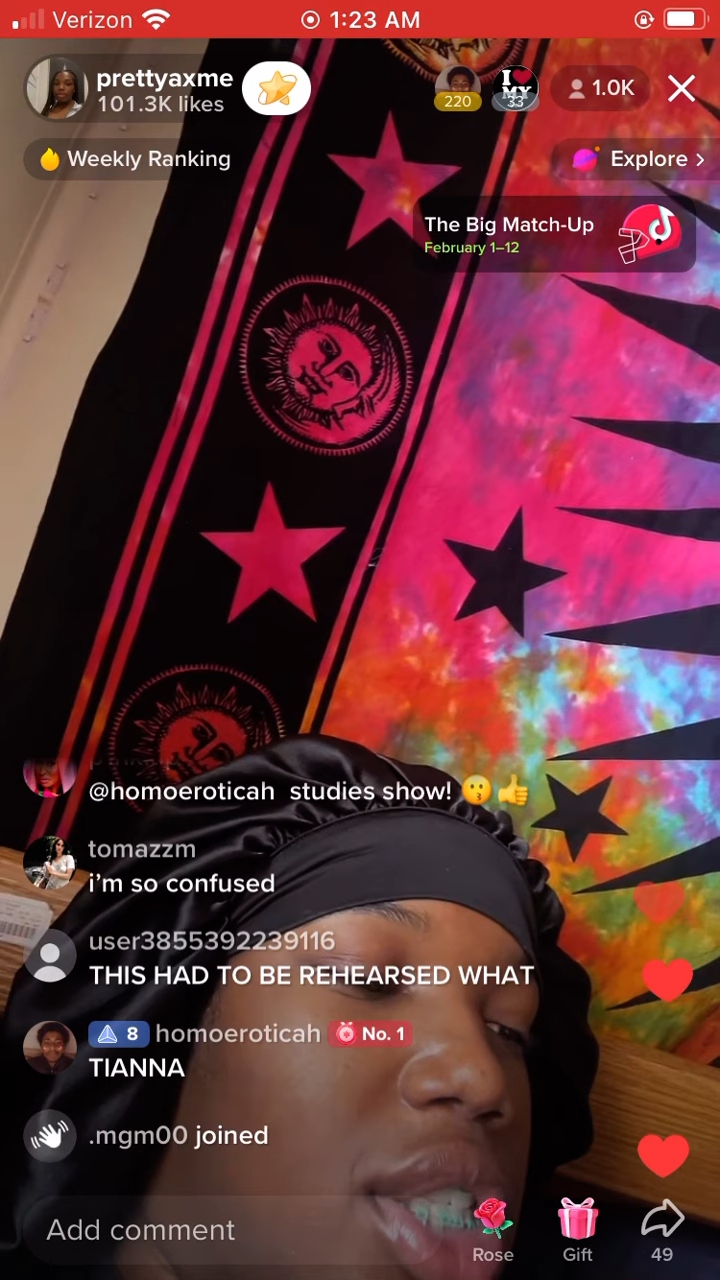 Verizon
1:23 AM
prettyaxme
101.3K likes
220
I ❤ MY
33
1.0K
Weekly Ranking
Explore >
The Big Match-Up
February 1–12
@homoeroticah studies show! 😗👍
tomazzm
i'm so confused
user3855392239116
THIS HAD TO BE REHEARSED WHAT
8 homoeroticah No. 1
TIANNA
.mgm00 joined
Add comment
Rose
Gift
49